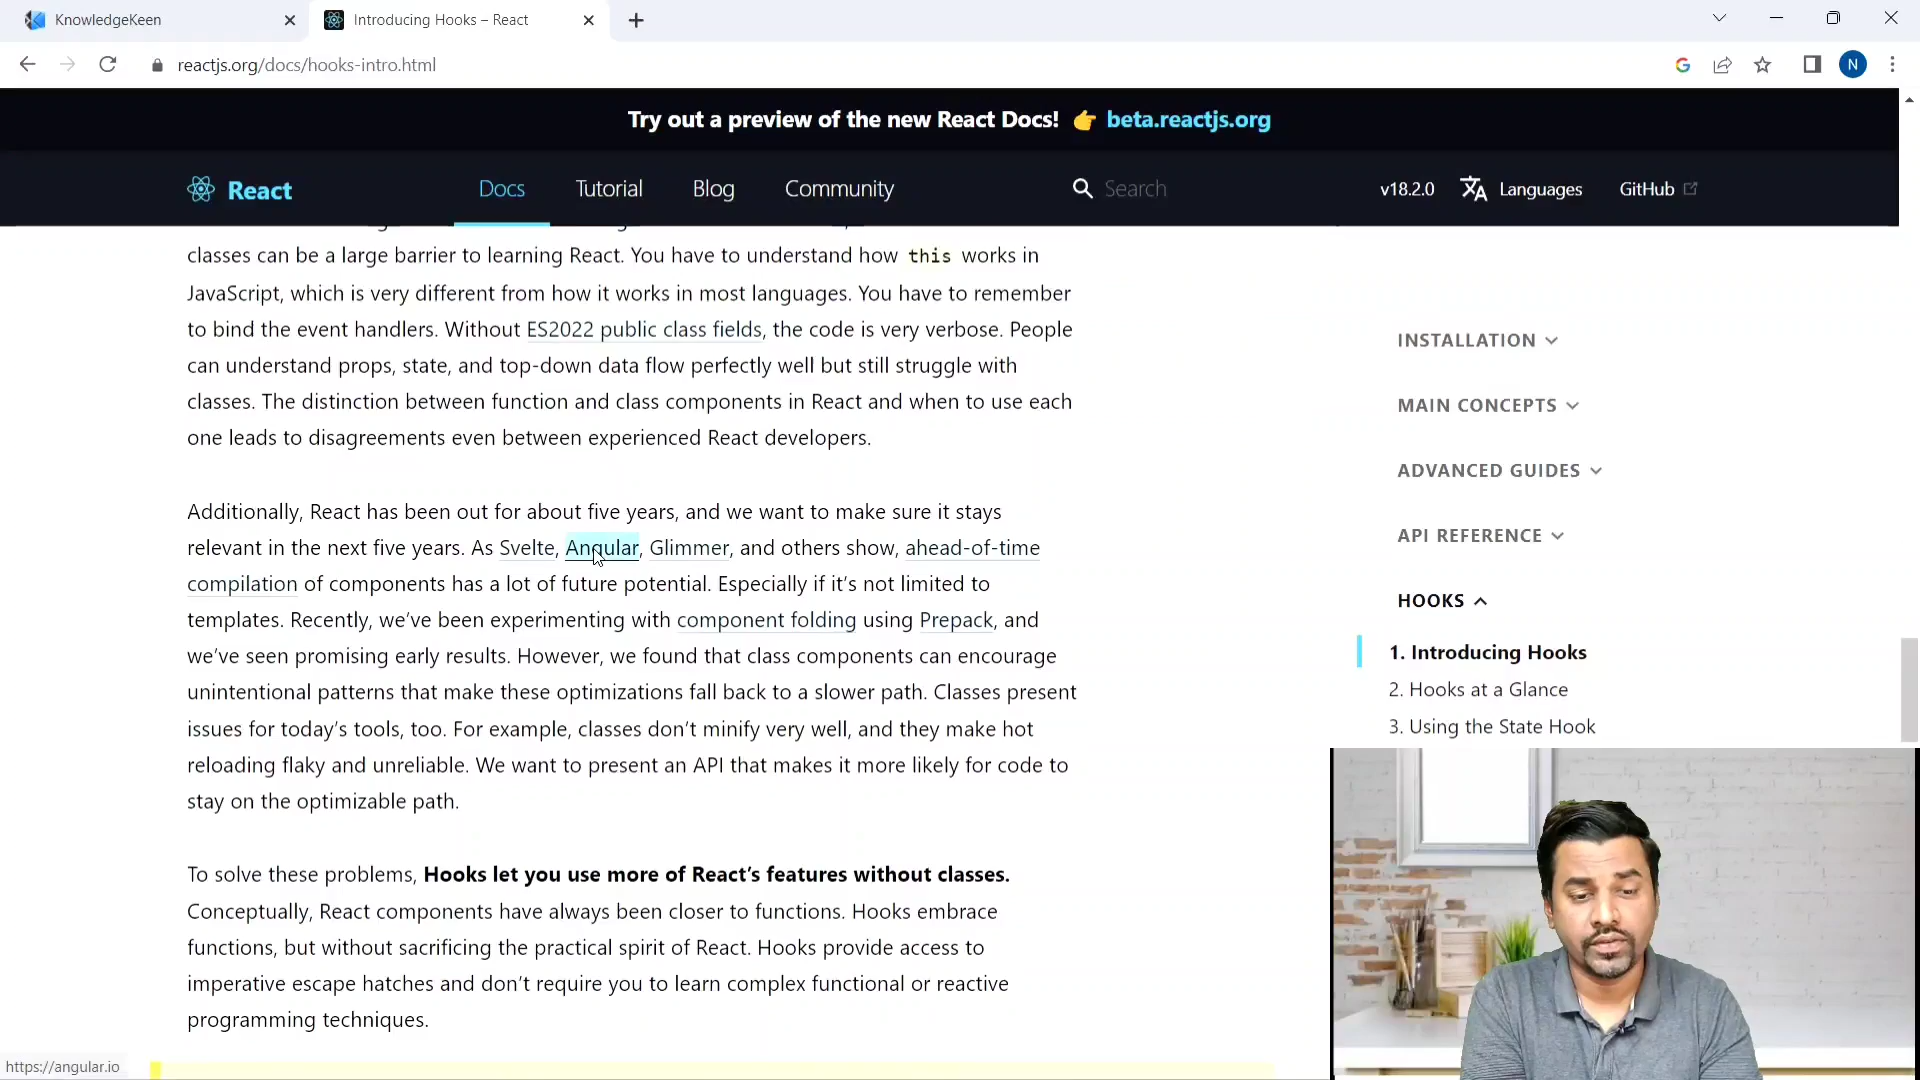 KnowledgeKeen
Introducing Hooks – React
reactjs.org/docs/hooks-intro.html
N
Try out a preview of the new React Docs! 👉 beta.reactjs.org
React
Docs
Tutorial
Blog
Community
Search
v18.2.0
Languages
GitHub
classes can be a large barrier to learning React. You have to understand how this works in
JavaScript, which is very different from how it works in most languages. You have to remember
to bind the event handlers. Without ES2022 public class fields, the code is very verbose. People
can understand props, state, and top-down data flow perfectly well but still struggle with
classes. The distinction between function and class components in React and when to use each
one leads to disagreements even between experienced React developers.
Additionally, React has been out for about five years, and we want to make sure it stays
relevant in the next five years. As Svelte, Angular, Glimmer, and others show, ahead-of-time
compilation of components has a lot of future potential. Especially if it’s not limited to
templates. Recently, we’ve been experimenting with component folding using Prepack, and
we’ve seen promising early results. However, we found that class components can encourage
unintentional patterns that make these optimizations fall back to a slower path. Classes present
issues for today’s tools, too. For example, classes don’t minify very well, and they make hot
reloading flaky and unreliable. We want to present an API that makes it more likely for code to
stay on the optimizable path.
To solve these problems, Hooks let you use more of React’s features without classes.
Conceptually, React components have always been closer to functions. Hooks embrace
functions, but without sacrificing the practical spirit of React. Hooks provide access to
imperative escape hatches and don’t require you to learn complex functional or reactive
programming techniques.
INSTALLATION
MAIN CONCEPTS
ADVANCED GUIDES
API REFERENCE
HOOKS
1. Introducing Hooks
2. Hooks at a Glance
3. Using the State Hook
https://angular.io